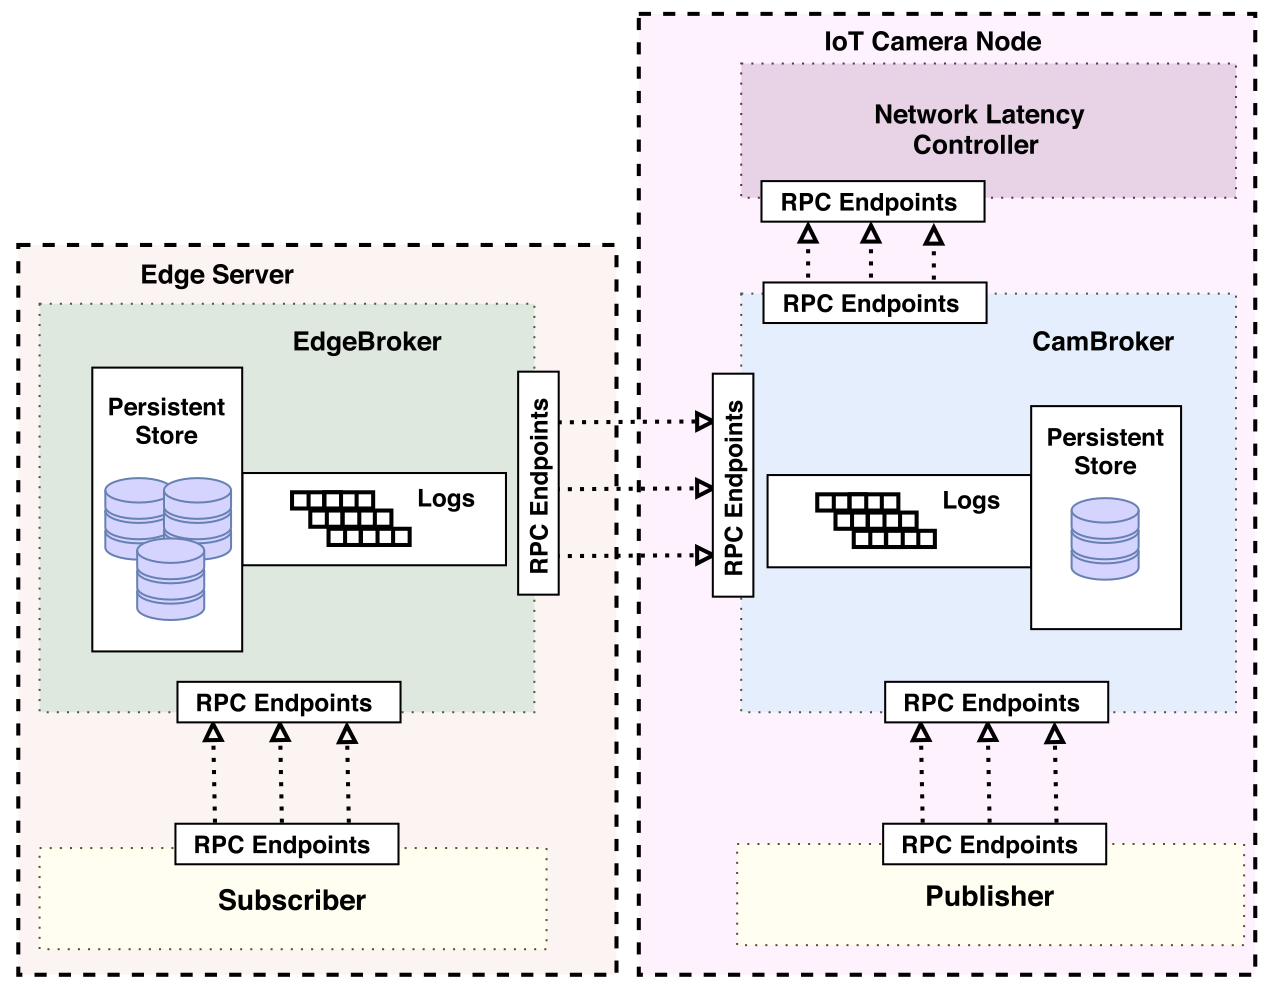 IoT Camera Node
Network Latency
Controller
RPC Endpoints
RPC Endpoints
Edge Server
EdgeBroker
Persistent
Store
Logs
RPC Endpoints
RPC Endpoints
CamBroker
Logs
Persistent
Store
RPC Endpoints
RPC Endpoints
Subscriber
RPC Endpoints
RPC Endpoints
Publisher